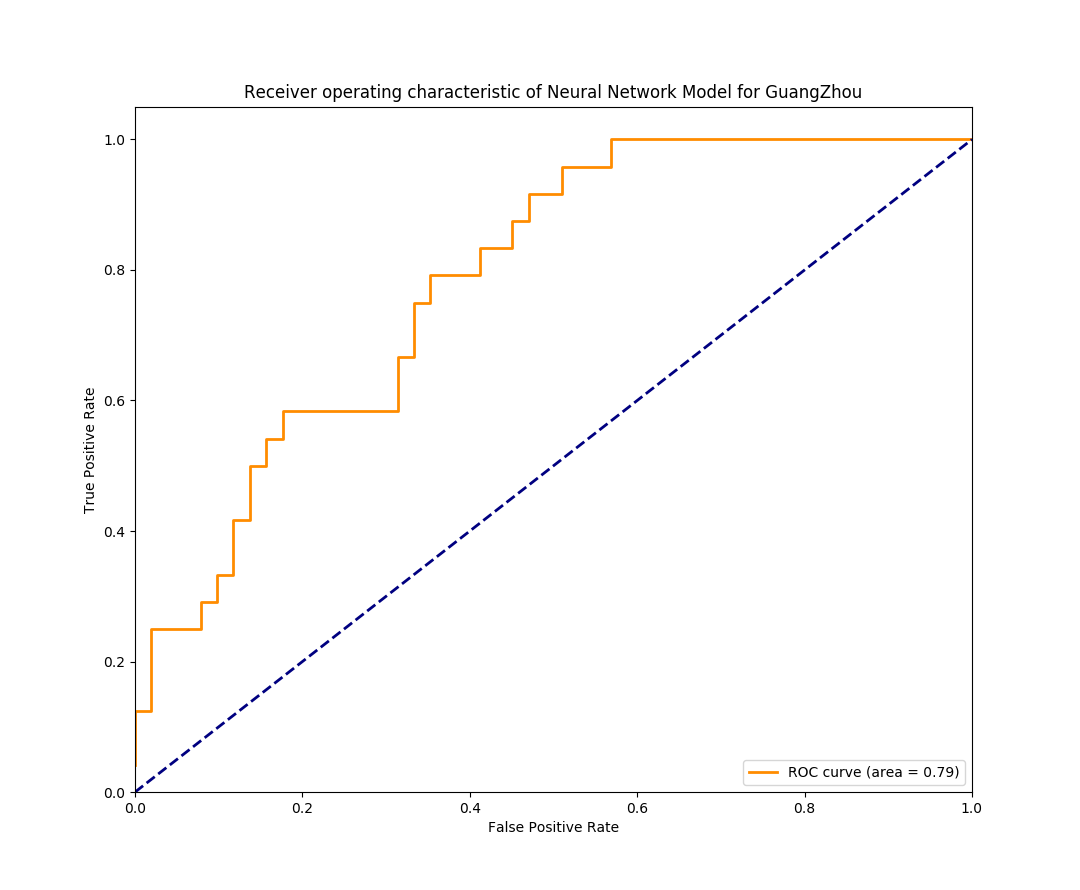 Receiver operating characteristic of Neural Network Model for GuangZhou
1.0
0.8
0.6
0.4
0.2
0.0
True Positive Rate
0.0 0.2 0.4 0.6 0.8 1.0
False Positive Rate
ROC curve (area = 0.79)